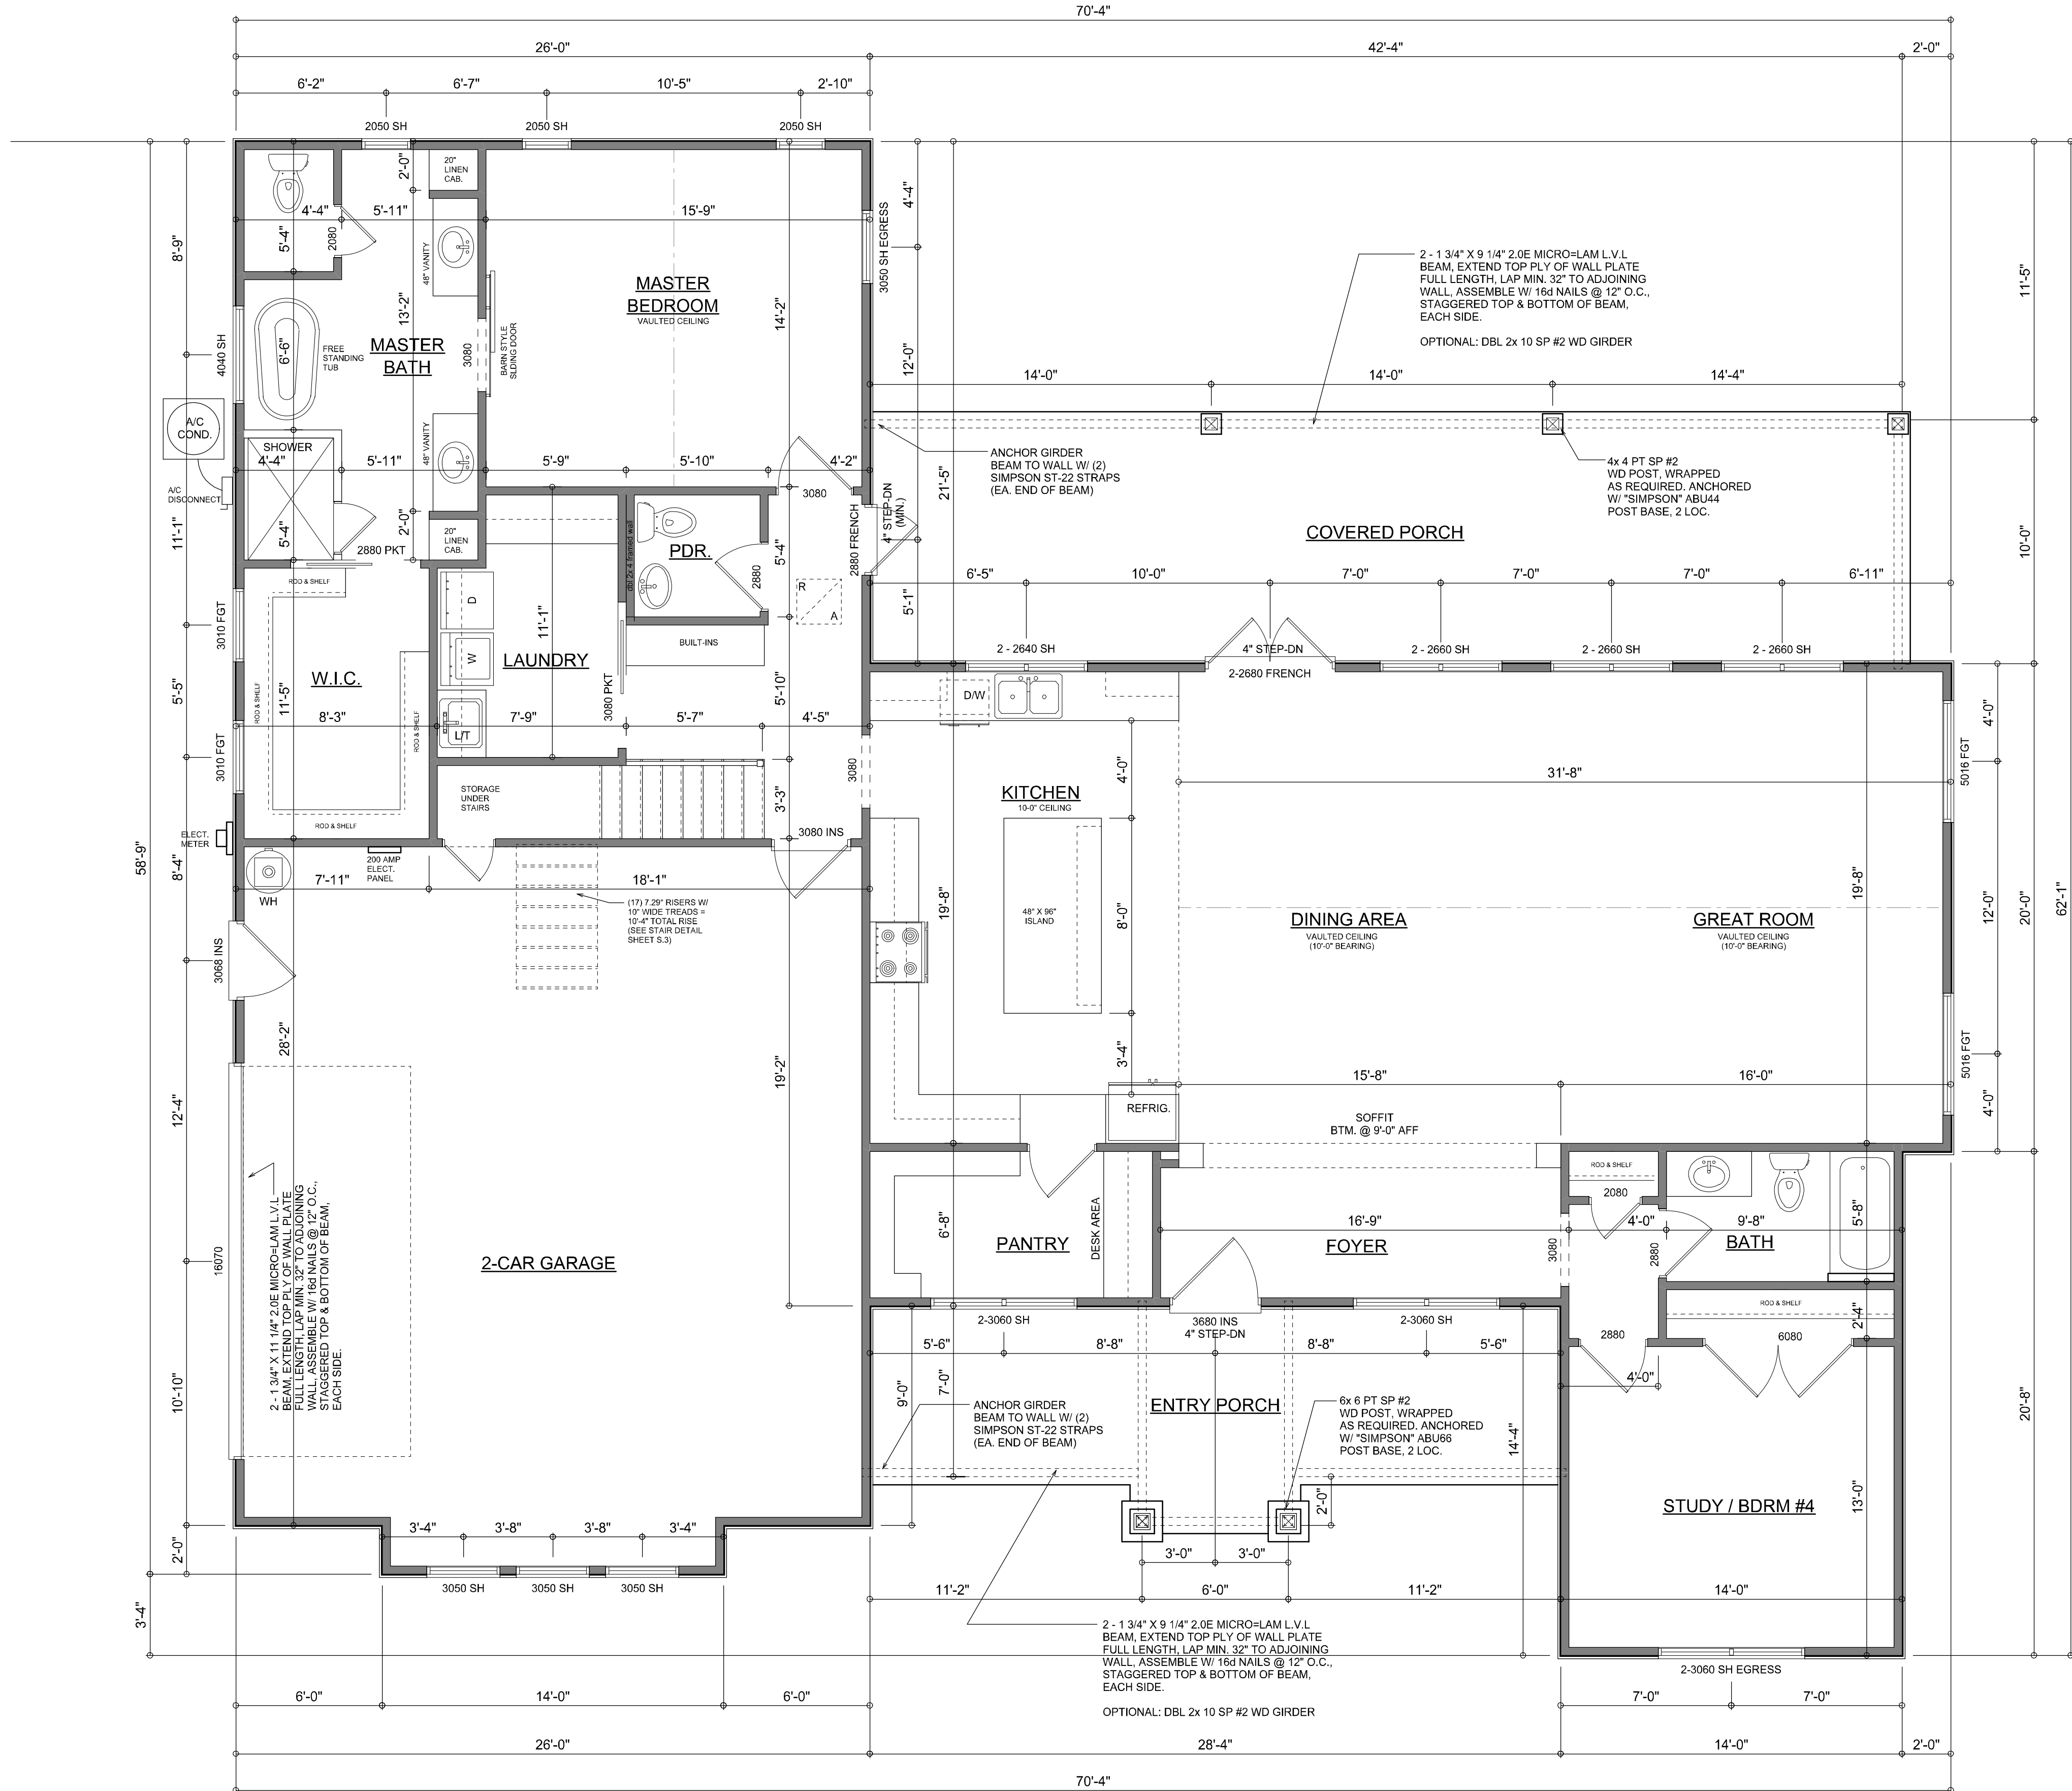 70'-4"
26'-0"
42'-4"
2'-0"
6'-2"
6'-7"
10'-5"
2'-10"
2050 SH
2050 SH
2050 SH
20"
LINEN
CAB.
2'-0"
4'-4"
5'-11"
15'-9"
5'-4"
2080
48" VANITY
8'-9"
4'-4"
3050 SH EGRESS
MASTER
BEDROOM
VAULTED CEILING
14'-2"
13'-2"
12'-0"
4040 SH
6'-6"
FREE
STANDING
TUB
MASTER
BATH
3080
BARN STYLE
SLDING DOOR
2 - 1 3/4" X 9 1/4" 2.0E MICRO=LAM L.V.L
BEAM, EXTEND TOP PLY OF WALL PLATE
FULL LENGTH, LAP MIN. 32" TO ADJOINING
WALL, ASSEMBLE W/ 16d NAILS @ 12" O.C.,
STAGGERED TOP & BOTTOM OF BEAM,
EACH SIDE.
OPTIONAL: DBL 2x 10 SP #2 WD GIRDER
11'-5"
14'-0"
14'-0"
14'-4"
A/C
COND.
SHOWER
48" VANITY
4'-4"
5'-11"
5'-9"
5'-10"
4'-2"
ANCHOR GIRDER
BEAM TO WALL W/ (2)
SIMPSON ST-22 STRAPS
(EA. END OF BEAM)
4x 4 PT SP #2
WD POST, WRAPPED
AS REQUIRED. ANCHORED
W/ "SIMPSON" ABU44
POST BASE, 2 LOC.
21'-5"
A/C
DISCONNECT
3080
4" STEP-DN
(MIN.)
11'-1"
5'-4"
2'-0"
20"
LINEN
CAB.
2880 PKT
dbl 2x 4 framed wall
PDR.
5'-4"
2880
2880 FRENCH
COVERED PORCH
10'-0"
6'-5"
10'-0"
7'-0"
7'-0"
7'-0"
6'-11"
ROD & SHELF
D
R
A
5'-1"
3010 FGT
11'-1"
W
LAUNDRY
BUILT-INS
2 - 2640 SH
4" STEP-DN
2-2680 FRENCH
2 - 2660 SH
2 - 2660 SH
2 - 2660 SH
W.I.C.
5'-5"
ROD & SHELF
11'-5"
ROD & SHELF
3080 PKT
5'-10"
D/W
4'-0"
8'-3"
7'-9"
5'-7"
4'-5"
L/T
3010 FGT
3080
4'-0"
5016 FGT
31'-8"
STORAGE
UNDER
STAIRS
3'-3"
KITCHEN
10-0" CEILING
ROD & SHELF
3080 INS
ELECT.
METER
58'-9"
8'-4"
200 AMP
ELECT.
PANEL
WH
7'-11"
18'-1"
(17) 7.29" RISERS W/
10" WIDE TREADS =
10'-4" TOTAL RISE
(SEE STAIR DETAIL
SHEET S.3)
19'-8"
48" X 96"
ISLAND
8'-0"
DINING AREA
VAULTED CEILING
(10'-0" BEARING)
GREAT ROOM
VAULTED CEILING
(10'-0" BEARING)
19'-8"
12'-0"
20'-0"
62'-1"
3068 INS
28'-2"
19'-2"
3'-4"
15'-8"
16'-0"
5016 FGT
4'-0"
REFRIG.
SOFFIT
BTM. @ 9'-0" AFF
12'-4"
16070
2 - 1 3/4" X 11 1/4" 2.0E MICRO=LAM L.V.L
BEAM, EXTEND TOP PLY OF WALL PLATE
FULL LENGTH, LAP MIN. 32" TO ADJOINING
WALL, ASSEMBLE W/ 16d NAILS @ 12" O.C.,
STAGGERED TOP & BOTTOM OF BEAM,
EACH SIDE.
2-CAR GARAGE
6'-8"
PANTRY
DESK AREA
16'-9"
FOYER
3080
ROD & SHELF
2080
4'-0"
9'-8"
2880
BATH
5'-8"
ROD & SHELF
2'-4"
2-3060 SH
3680 INS
4" STEP-DN
2-3060 SH
2880
6080
5'-6"
8'-8"
8'-8"
5'-6"
4'-0"
10'-10"
9'-0"
7'-0"
ANCHOR GIRDER
BEAM TO WALL W/ (2)
SIMPSON ST-22 STRAPS
(EA. END OF BEAM)
ENTRY PORCH
6x 6 PT SP #2
WD POST, WRAPPED
AS REQUIRED. ANCHORED
W/ "SIMPSON" ABU66
POST BASE, 2 LOC.
14'-4"
20'-8"
2'-0"
STUDY / BDRM #4
13'-0"
3'-4"
3'-8"
3'-8"
3'-4"
2'-0"
3'-0"
3'-0"
3050 SH
3050 SH
3050 SH
3'-4"
11'-2"
6'-0"
11'-2"
14'-0"
2 - 1 3/4" X 9 1/4" 2.0E MICRO=LAM L.V.L
BEAM, EXTEND TOP PLY OF WALL PLATE
FULL LENGTH, LAP MIN. 32" TO ADJOINING
WALL, ASSEMBLE W/ 16d NAILS @ 12" O.C.,
STAGGERED TOP & BOTTOM OF BEAM,
EACH SIDE.
OPTIONAL: DBL 2x 10 SP #2 WD GIRDER
2-3060 SH EGRESS
6'-0"
14'-0"
6'-0"
7'-0"
7'-0"
26'-0"
28'-4"
14'-0"
2'-0"
70'-4"